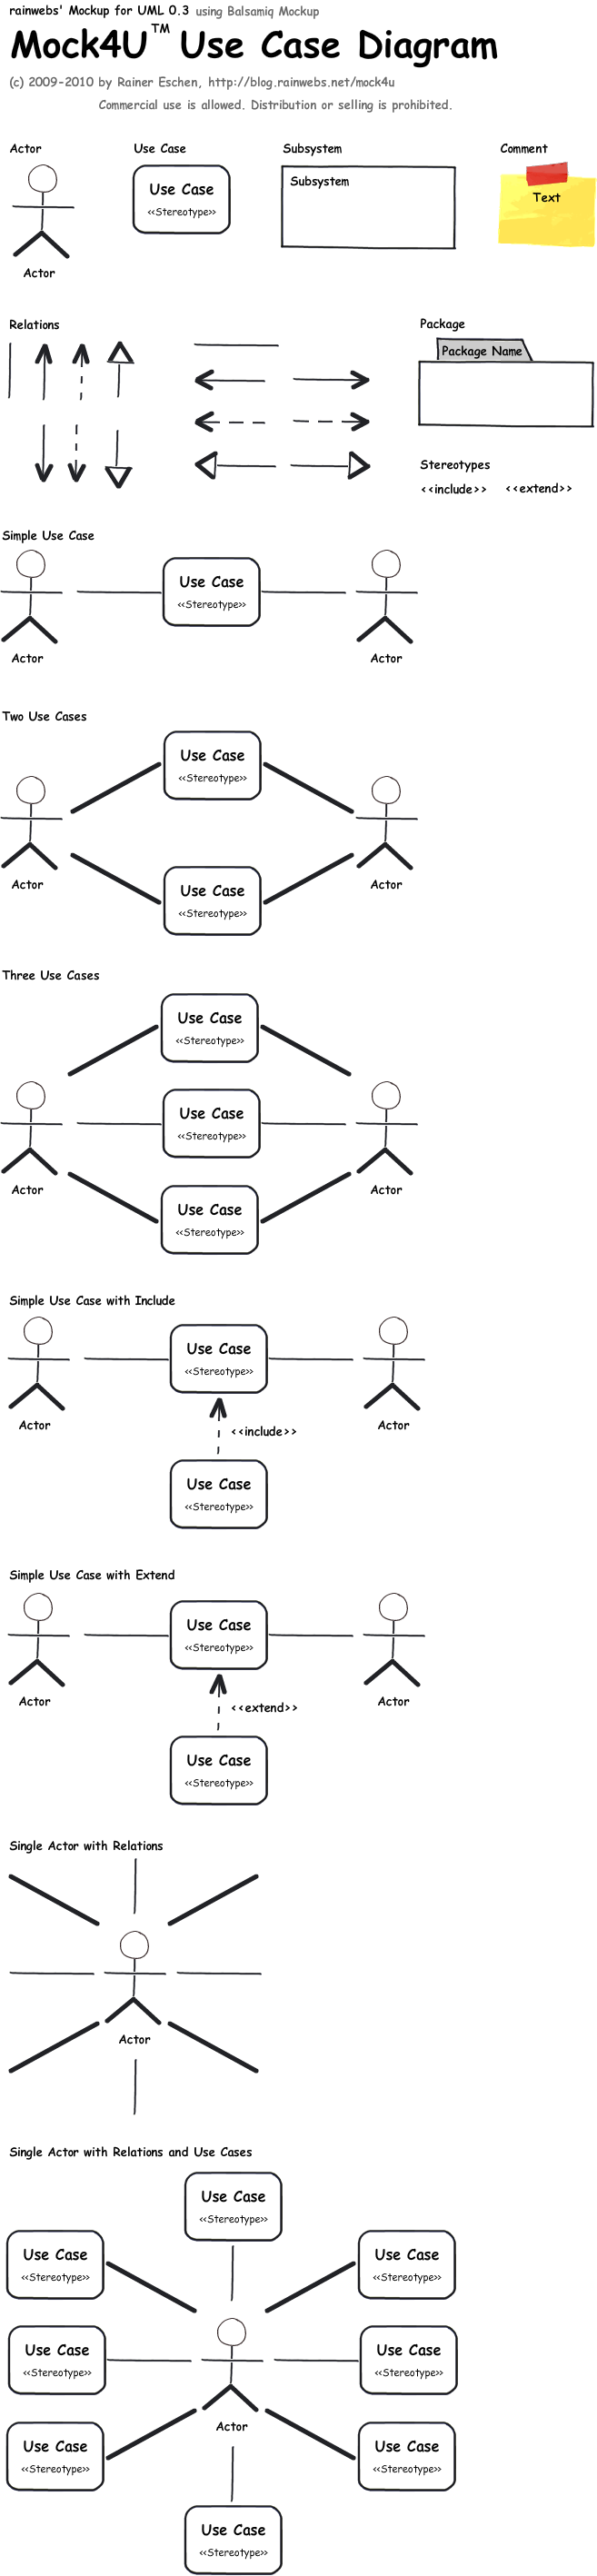 rainwebs' Mockup for UML 0.3 using Balsamiq Mockup
Mock4U™ Use Case Diagram
(c) 2009-2010 by Rainer Eschen, http://blog.rainwebs.net/mock4u
Commercial use is allowed. Distribution or selling is prohibited.
Actor
Use Case
Subsystem
Comment
Use Case
<<Stereotype>>
Subsystem
Text
Actor
Relations
Package
Package Name
Stereotypes
<<include>>
<<extend>>
Simple Use Case
Use Case
<<Stereotype>>
Actor
Actor
Two Use Cases
Use Case
<<Stereotype>>
Actor
Actor
Use Case
<<Stereotype>>
Three Use Cases
Use Case
<<Stereotype>>
Use Case
<<Stereotype>>
Actor
Actor
Use Case
<<Stereotype>>
Simple Use Case with Include
Use Case
<<Stereotype>>
Actor
Actor
<<include>>
Use Case
<<Stereotype>>
Simple Use Case with Extend
Use Case
<<Stereotype>>
Actor
Actor
<<extend>>
Use Case
<<Stereotype>>
Single Actor with Relations
Actor
Single Actor with Relations and Use Cases
Use Case
<<Stereotype>>
Use Case
<<Stereotype>>
Use Case
<<Stereotype>>
Use Case
<<Stereotype>>
Use Case
<<Stereotype>>
Actor
Use Case
<<Stereotype>>
Use Case
<<Stereotype>>
Use Case
<<Stereotype>>